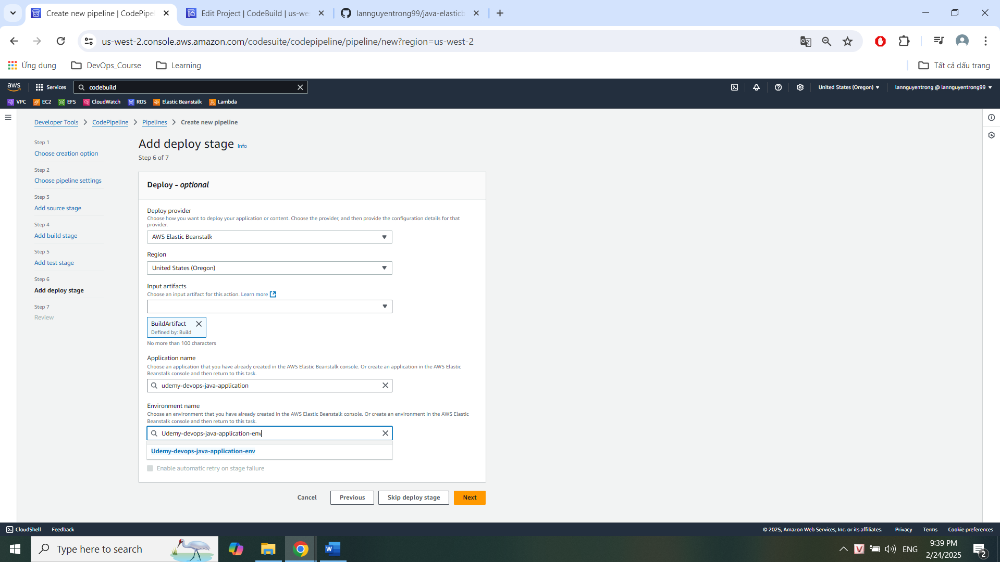 Create new pipeline | CodePipel
Edit Project | CodeBuild | us-we
lannguyentrong99/java-elasticb
us-west-2.console.aws.amazon.com/codesuite/codepipeline/pipeline/new?region=us-west-2
Ứng dụng
DevOps_Course
Learning
Tất cả dấu trang
aws
Services
codebuild
United States (Oregon)
lannguyentrong @ lannguyentrong99
VPC
EC2
EFS
CloudWatch
RDS
Elastic Beanstalk
Lambda
Developer Tools
CodePipeline
Pipelines
Create new pipeline
Step 1
Choose creation option
Step 2
Choose pipeline settings
Step 3
Add source stage
Step 4
Add build stage
Step 5
Add test stage
Step 6
Add deploy stage
Step 7
Review
Add deploy stage Info
Step 6 of 7
Deploy - optional
Deploy provider
Choose how you want to deploy your application or content. Choose the provider, and then provide the configuration details for that
provider.
AWS Elastic Beanstalk
Region
United States (Oregon)
Input artifacts
Choose an input artifact for this action. Learn more
BuildArtifact
Defined by: Build
No more than 100 characters
Application name
Choose an application that you have already created in the AWS Elastic Beanstalk console. Or create an application in the AWS Elastic
Beanstalk console and then return to this task.
udemy-devops-java-application
Environment name
Choose an environment that you have already created in the AWS Elastic Beanstalk console. Or create an environment in the AWS Elastic
Beanstalk console and then return to this task.
Udemy-devops-java-application-env
Udemy-devops-java-application-env
Enable automatic retry on stage failure
Cancel
Previous
Skip deploy stage
Next
CloudShell
Feedback
© 2025, Amazon Web Services, Inc. or its affiliates.
Privacy
Terms
Cookie preferences
Type here to search
ENG
9:39 PM
2/24/2025
2